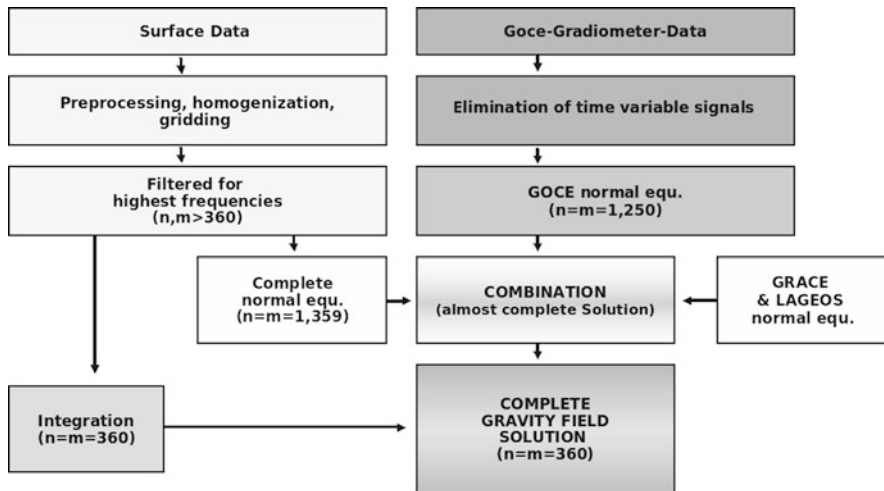 Surface Data
Goce-Gradiometer-Data
Preprocessing, homogenization,
gridding
Elimination of time variable signals
Filtered for
highest frequencies
(n,m>360)
GOCE normal equ.
(n=m=1,250)
Complete
normal equ.
(n=m=1,359)
COMBINATION
(almost complete Solution)
GRACE
& LAGEOS
normal equ.
Integration
(n=m=360)
COMPLETE
GRAVITY FIELD
SOLUTION
(n=m=360)